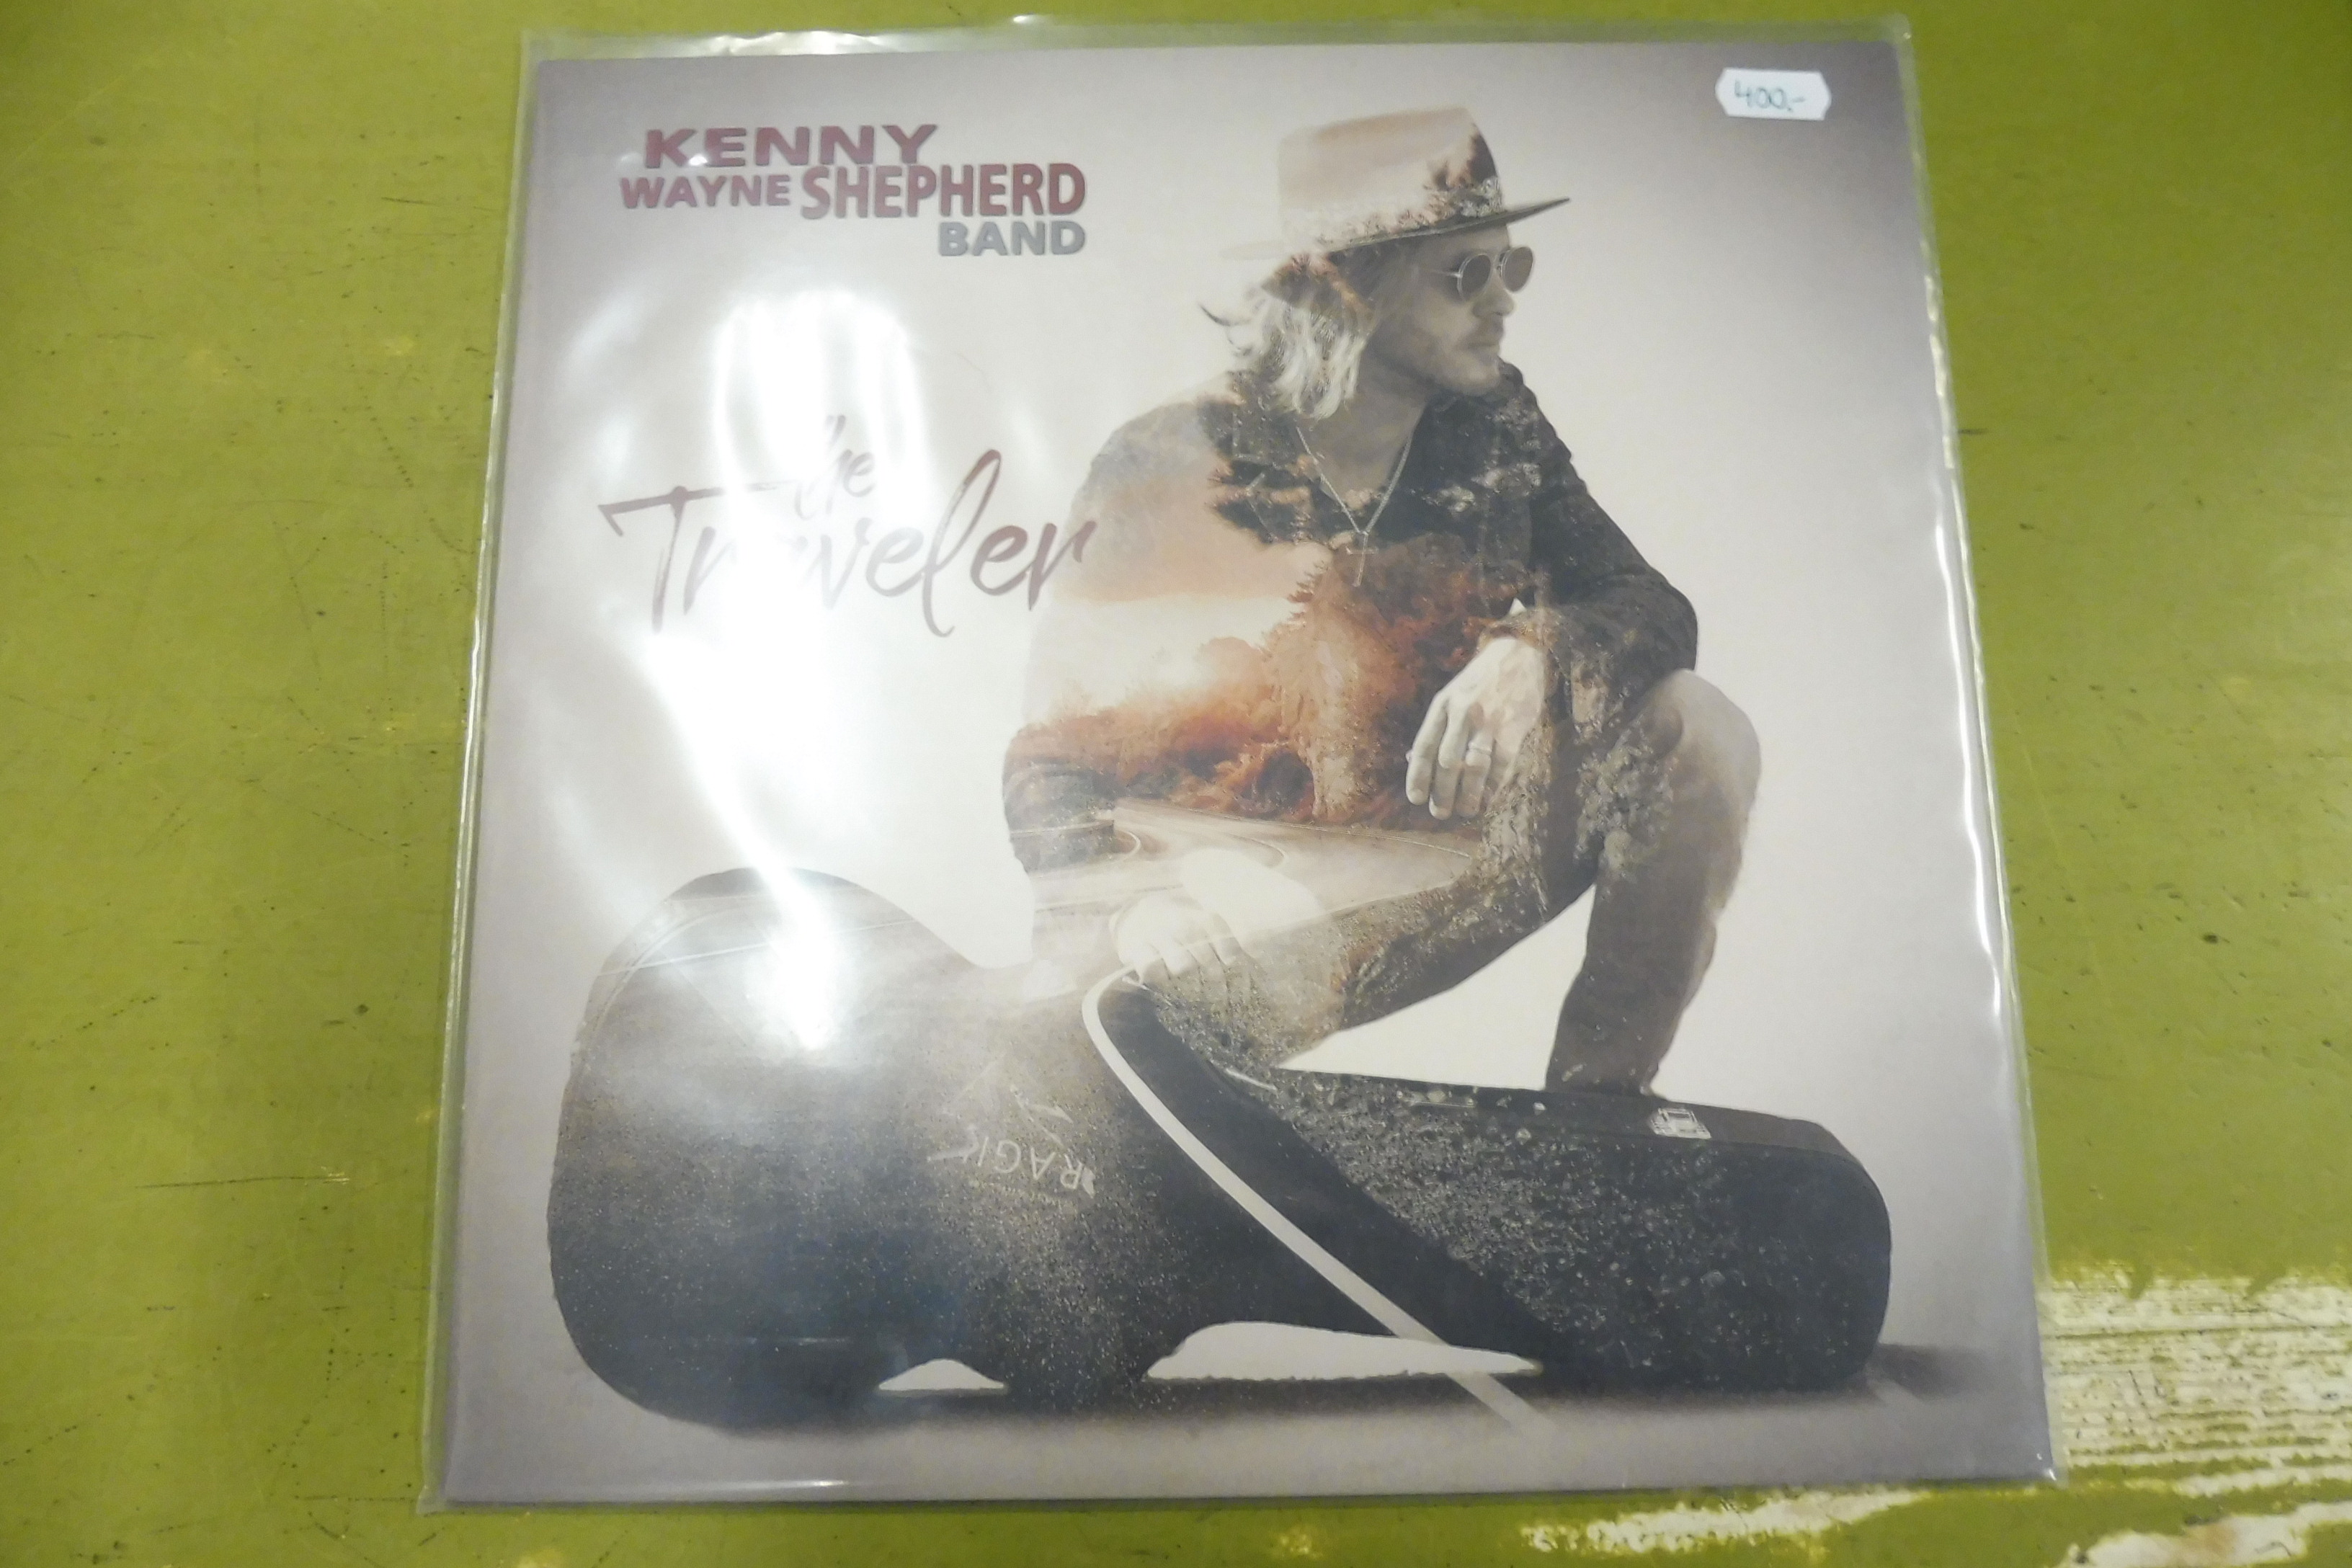 400.-
KENNY
WAYNE SHEPHERD
BAND
The
Traveler